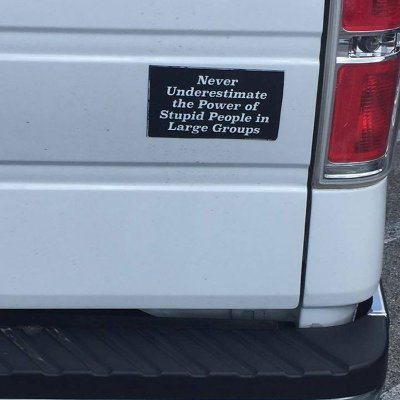 Never
Underestimate
the Power of
Stupid People in
Large Groups